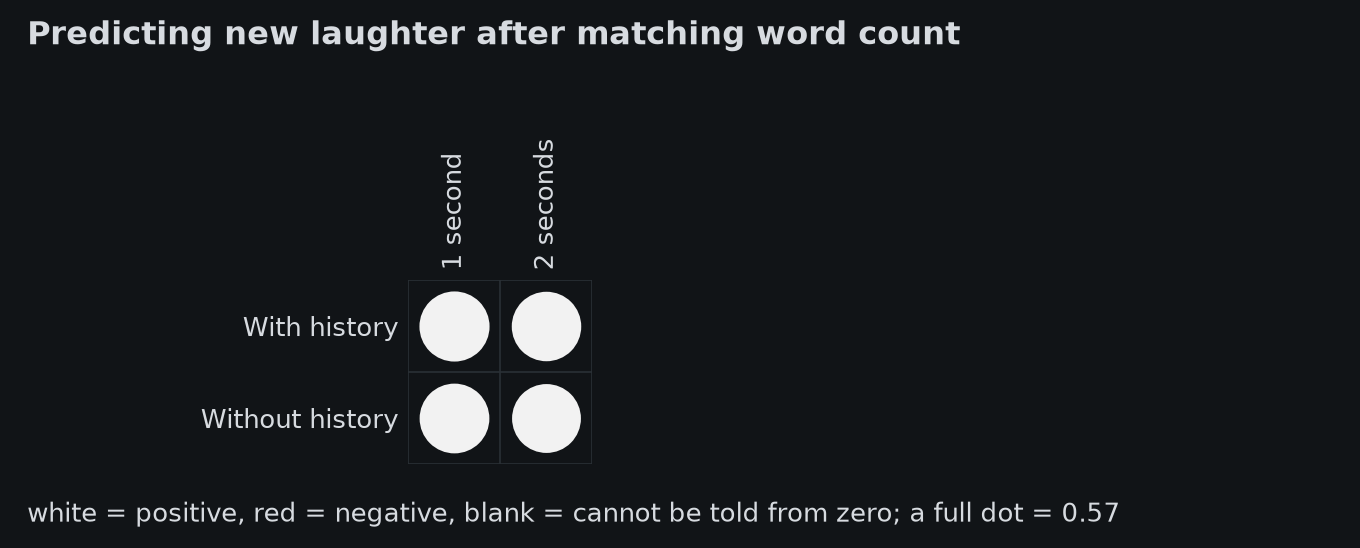 Predicting new laughter after matching word count
1 second
2 seconds
With history
Without history
white = positive, red = negative, blank = cannot be told from zero; a full dot = 0.57